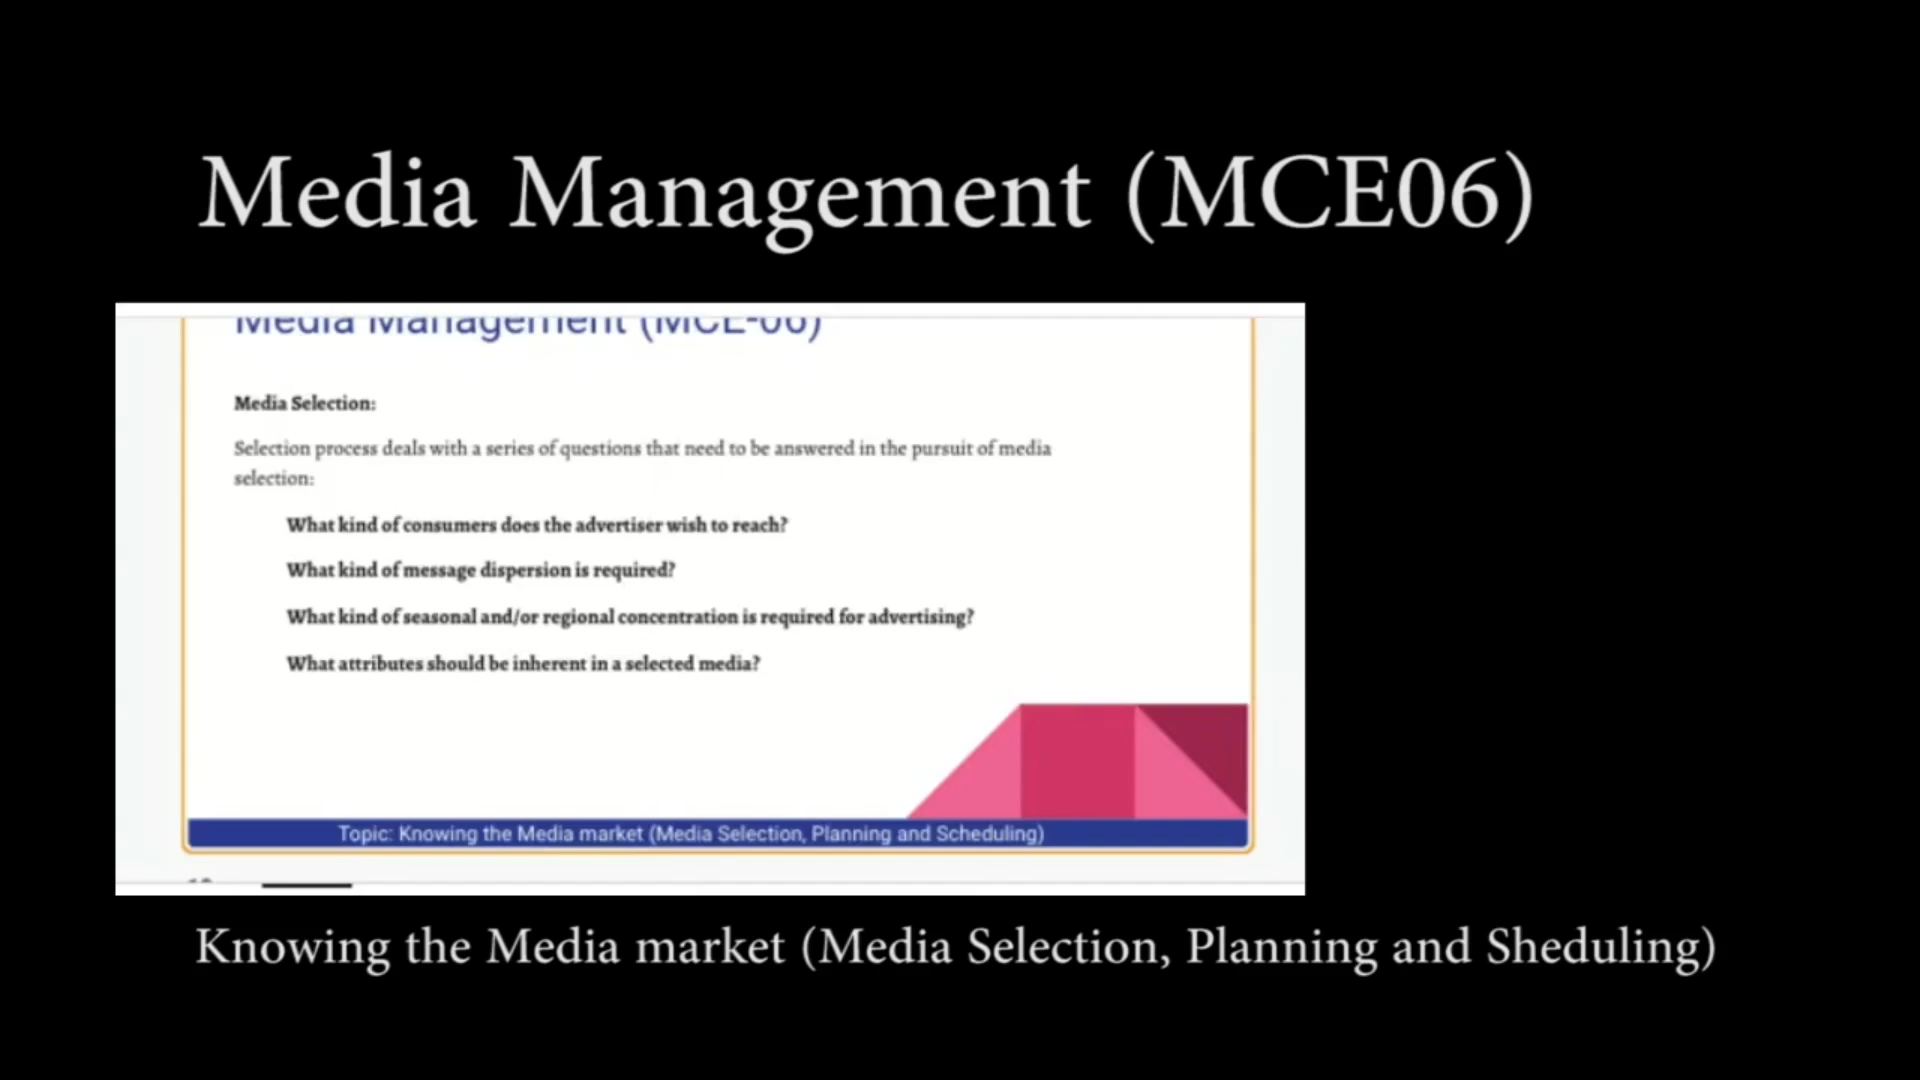 Media Management (MCE06)
Media Management (MCE-06)
Media Selection:
Selection process deals with a series of questions that need to be answered in the pursuit of media
selection:
What kind of consumers does the advertiser wish to reach?
What kind of message dispersion is required?
What kind of seasonal and/or regional concentration is required for advertising?
What attributes should be inherent in a selected media?
Topic: Knowing the Media market (Media Selection, Planning and Scheduling)
Knowing the Media market (Media Selection, Planning and Sheduling)